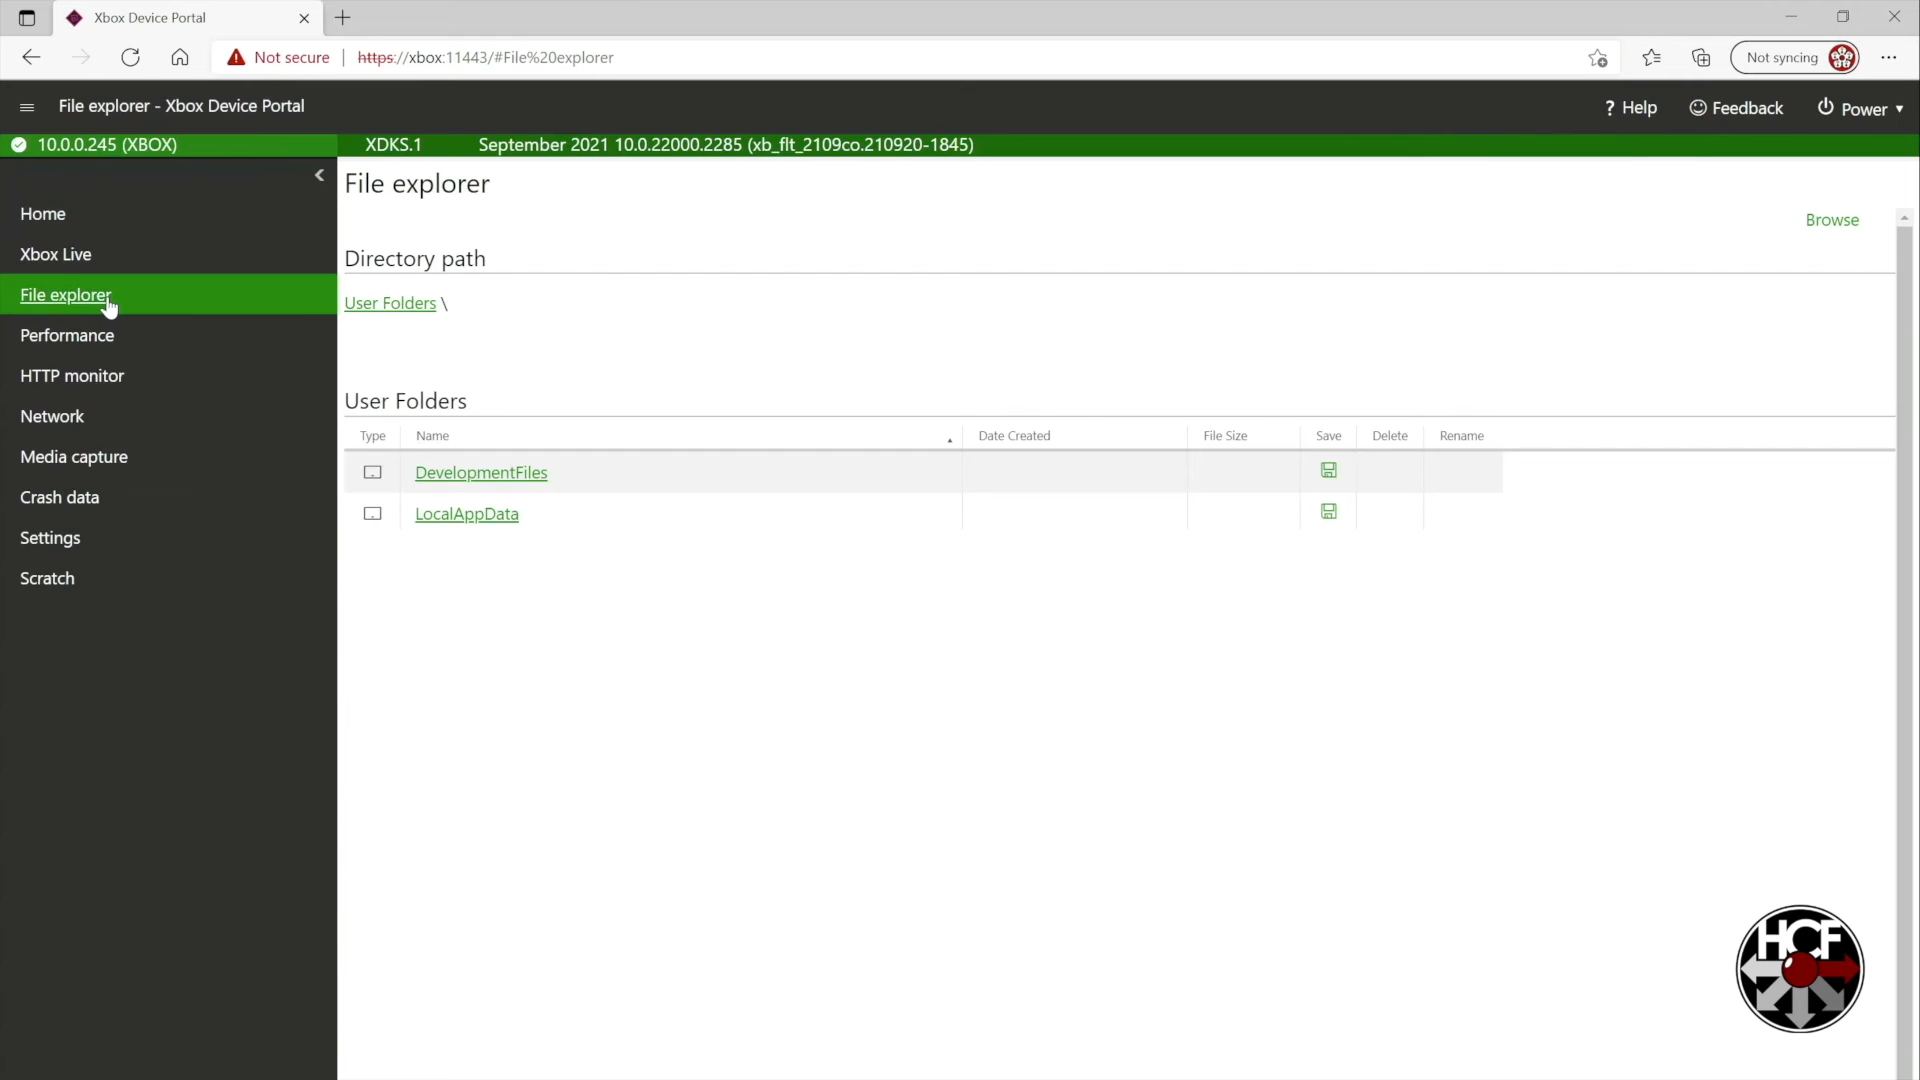 Xbox Device Portal
Not secure
https://xbox:11443/#File%20explorer
Not syncing
File explorer - Xbox Device Portal
? Help
Feedback
Power
10.0.0.245 (XBOX)
XDKS.1
September 2021 10.0.22000.2285 (xb_flt_2109co.210920-1845)
Home
Xbox Live
File explorer
Performance
HTTP monitor
Network
Media capture
Crash data
Settings
Scratch
File explorer
Browse
Directory path
User Folders \
User Folders
Type Name Date Created File Size Save Delete Rename
DevelopmentFiles
LocalAppData
HCF